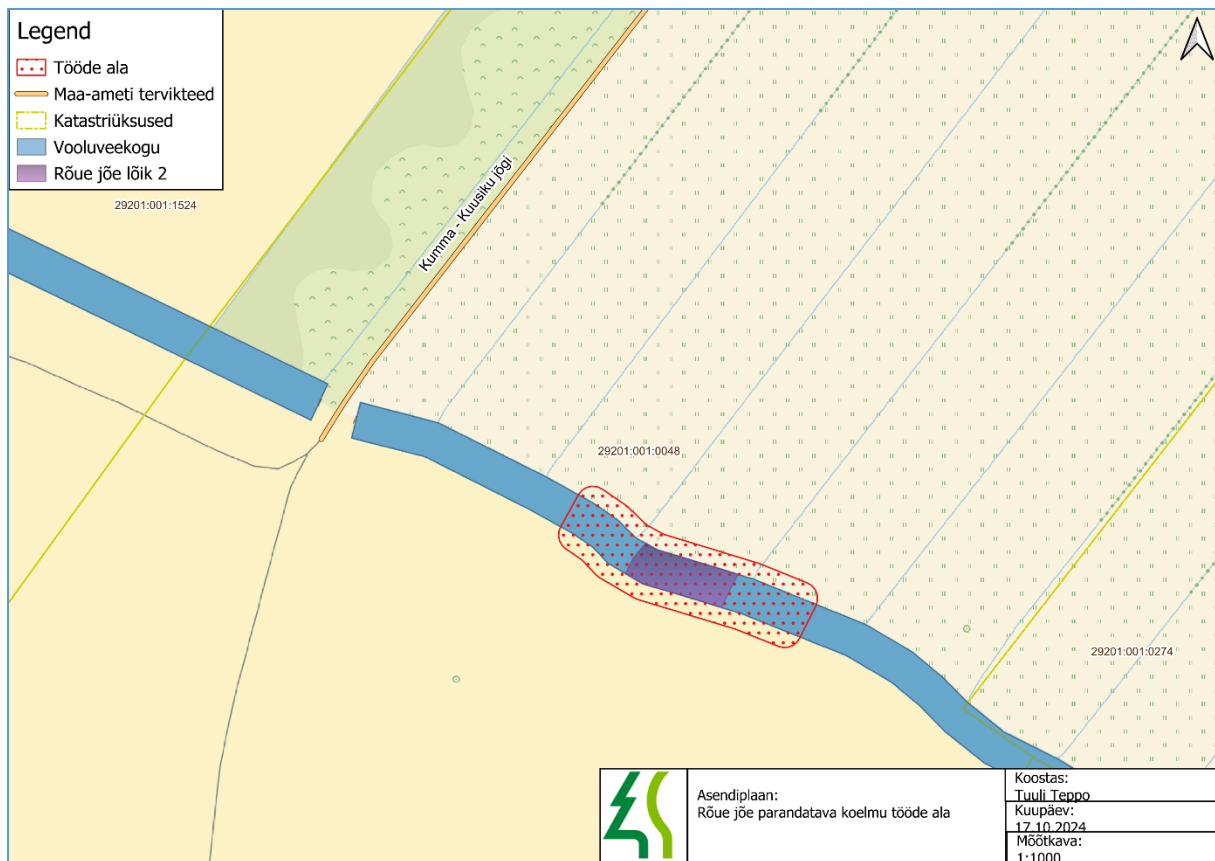 Legend
Tööde ala
Maa-ameti tervikteed
Katastriüksused
Vooluveekogu
Rõue jõe lõik 2
29201:001:1524
Kumma - Kuusiku jõgi
29201:001:0048
29201:001:0274
Asendiplaan:
Rõue jõe parandatava koelmu tööde ala
Koostas:
Tuuli Teppo
Kuupäev:
17.10.2024
Mõõtkava:
1:1000